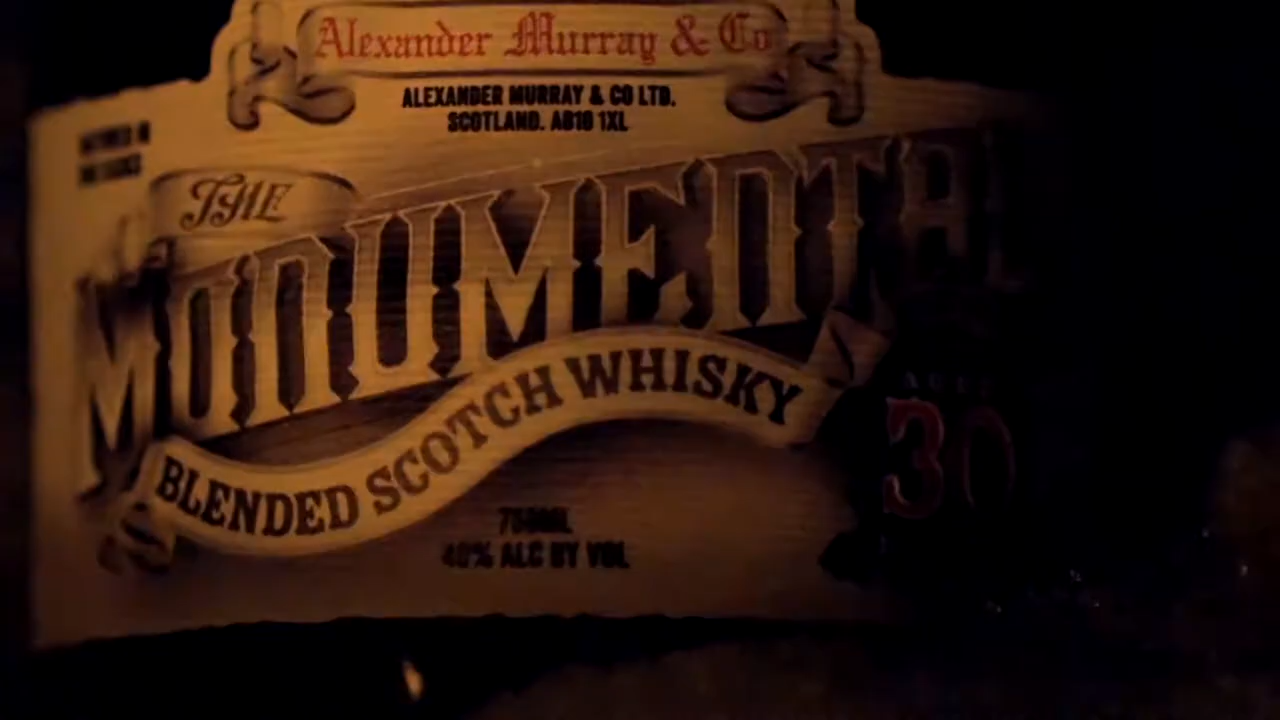 Alexander Murray & Co
ALEXANDER MURRAY & CO LTD.
SCOTLAND. AB10 1XL
THE
MONUMENTAL
BLENDED SCOTCH WHISKY
30
750ML
40% ALC BY VOL